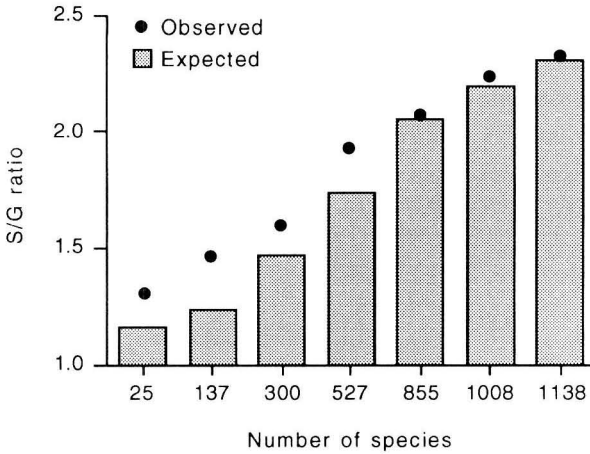 2.5
Observed
Expected
2.0
S/G ratio
1.5
1.0
25 137 300 527 855 1008 1138
Number of species